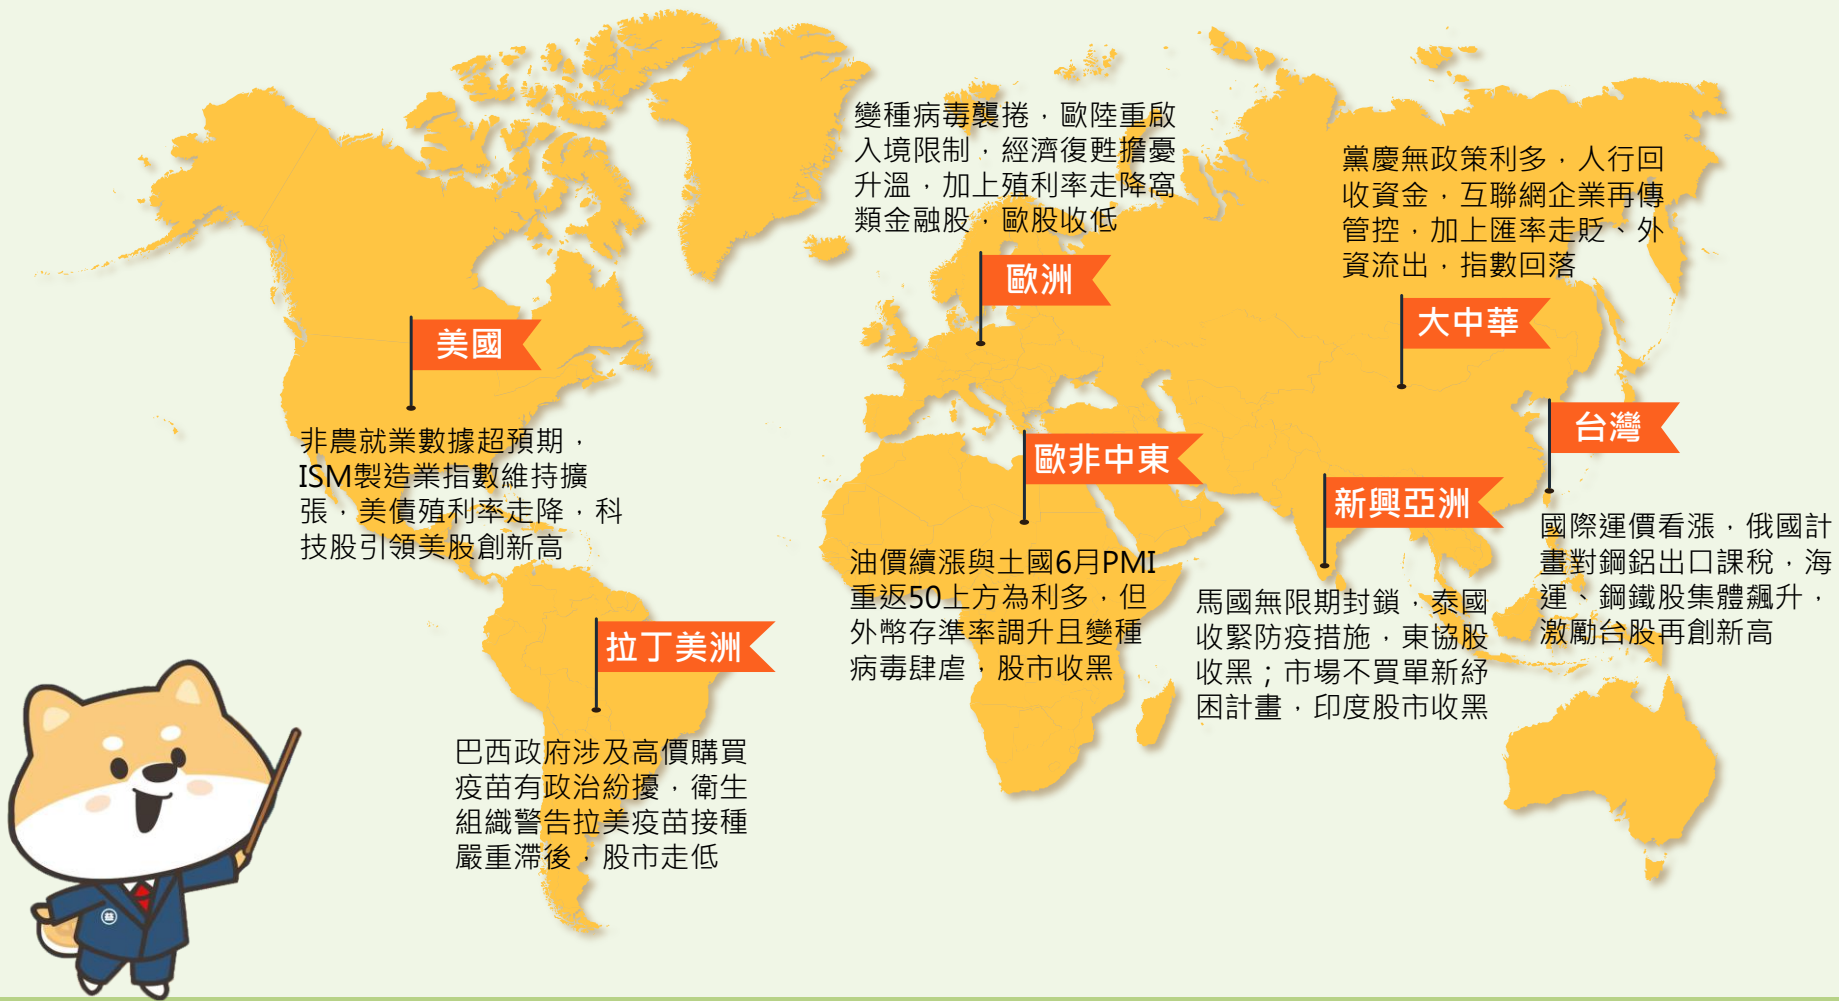 變種病毒襲捲，歐陸重啟
入境限制，經濟復甦擔憂
升溫，加上殖利率走降窩
類金融股，歐股收低
歐洲
黨慶無政策利多，人行回
收資金，互聯網企業再傳
管控，加上匯率走貶、外
資流出，指數回落
大中華
美國
非農就業數據超預期，
ISM製造業指數維持擴
張，美債殖利率走降，科
技股引領美股創新高
歐非中東
油價續漲與土國6月PMI
重返50上方為利多，但
外幣存準率調升且變種
病毒肆虐，股市收黑
新興亞洲
馬國無限期封鎖，泰國
收緊防疫措施，東協股
收黑；市場不買單新紓
困計畫，印度股市收黑
台灣
國際運價看漲，俄國計
畫對鋼鋁出口課稅，海
運、鋼鐵股集體飆升，
激勵台股再創新高
拉丁美洲
巴西政府涉及高價購買
疫苗有政治紛擾，衛生
組織警告拉美疫苗接種
嚴重滯後，股市走低